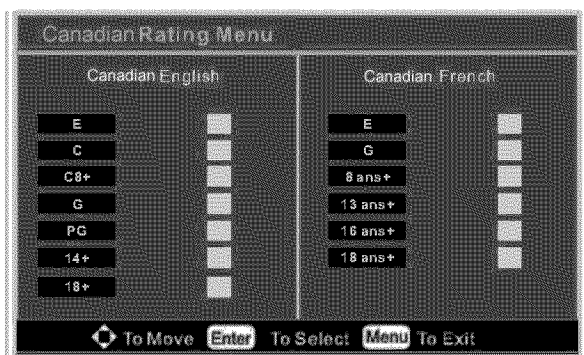 Canadian Rating Menu
Canadian English
E
C
C8+
G
PG
14+
18+
Canadian French
E
G
8 ans+
13 ans+
16 ans+
18 ans+
To Move Enter To Select Menu To Exit